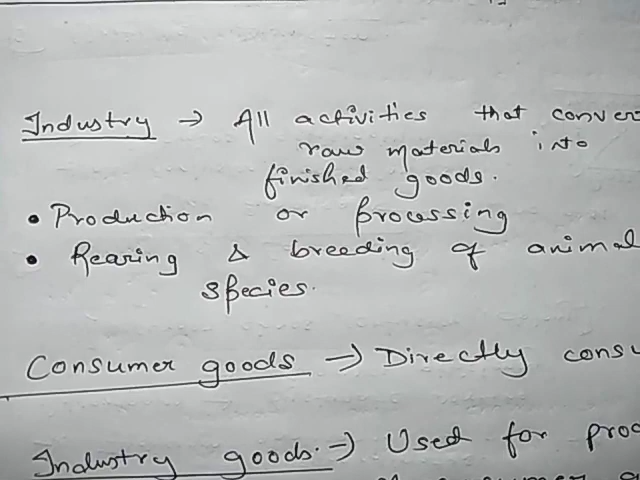 Industry → All activities that conver
raw materials into
finished goods.
• Production or processing
• Rearing & breeding of animal
species.
Consumer goods → Directly consu
Industry goods. → Used for prod